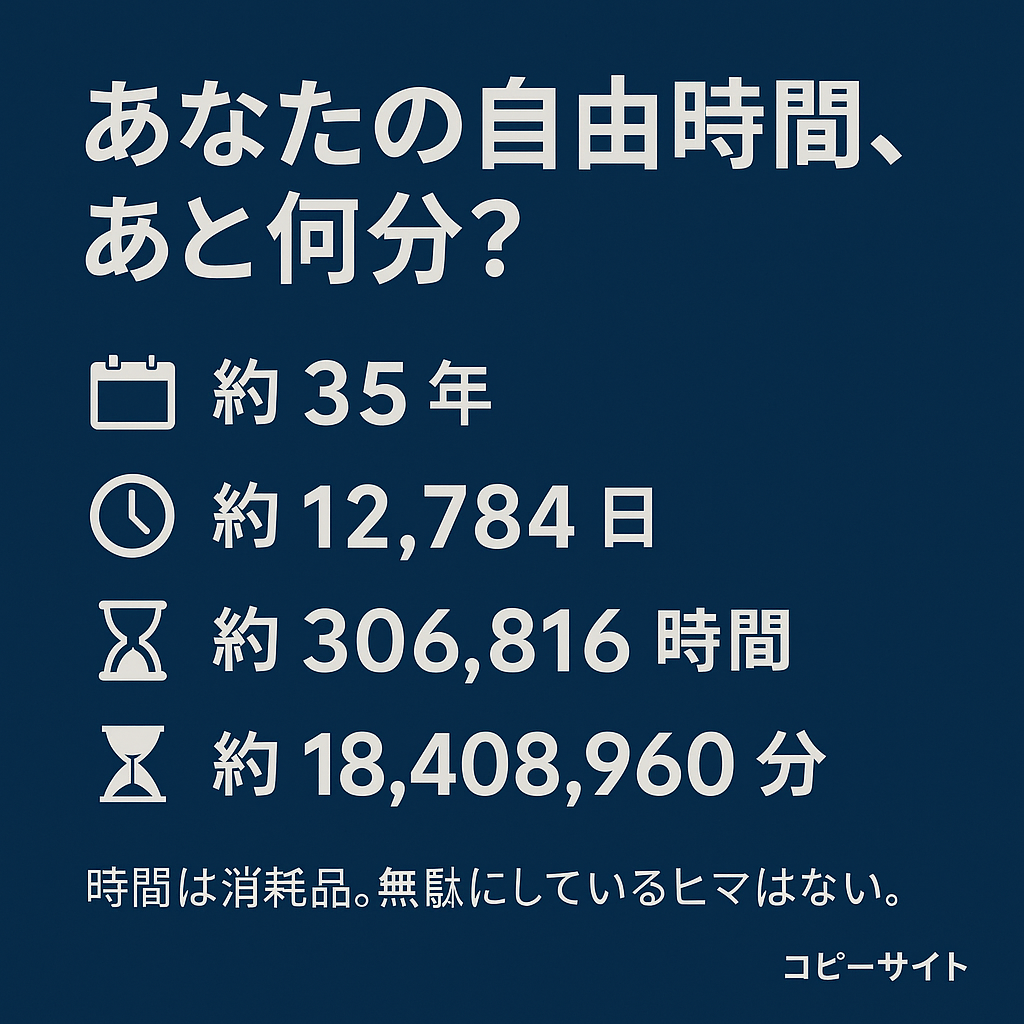 あなたの自由時間、
あと何分？
約 35 年
約 12,784 日
約 306,816 時間
約 18,408,960 分
時間は消耗品。無駄にしているヒマはない。
コピーサイト